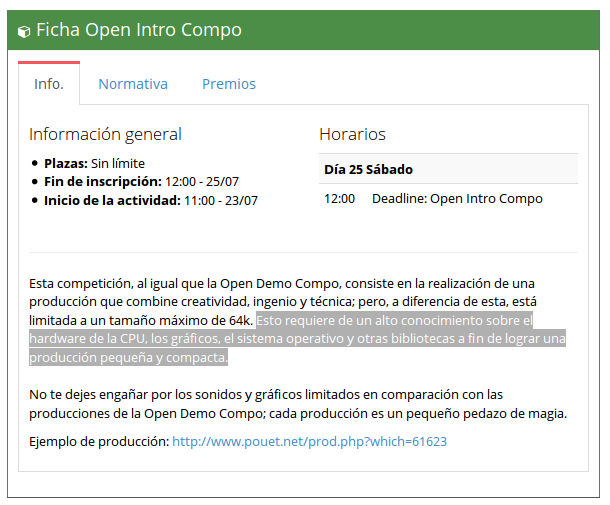 Ficha Open Intro Compo
Info.
Normativa
Premios
Información general
Plazas: Sin límite
Fin de inscripción: 12:00 - 25/07
Inicio de la actividad: 11:00 - 23/07
Horarios
Día 25 Sábado
12:00 Deadline: Open Intro Compo
Esta competición, al igual que la Open Demo Compo, consiste en la realización de una
producción que combine creatividad, ingenio y técnica; pero, a diferencia de esta, está
limitada a un tamaño máximo de 64k. Esto requiere de un alto conocimiento sobre el
hardware de la CPU, los gráficos, el sistema operativo y otras bibliotecas a fin de lograr una
producción pequeña y compacta.
No te dejes engañar por los sonidos y gráficos limitados en comparación con las
producciones de la Open Demo Compo; cada producción es un pequeño pedazo de magia.
Ejemplo de producción: http://www.pouet.net/prod.php?which=61623